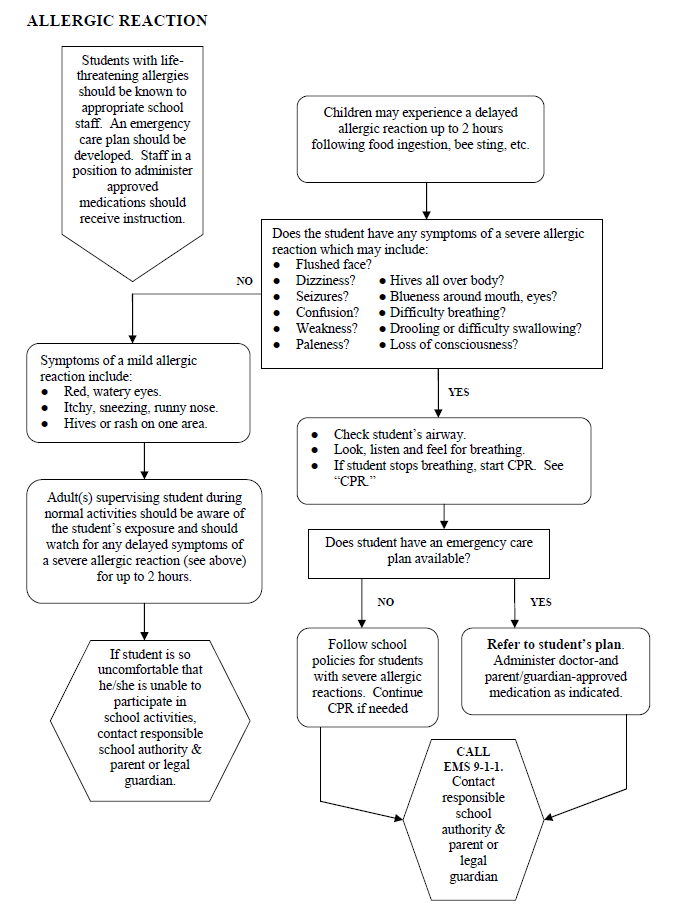 ALLERGIC REACTION
Students with life-
threatening allergies
should be known to
appropriate school
staff. An emergency
care plan should be
developed. Staff in a
position to administer
approved
medications should
receive instruction.
Children may experience a delayed
allergic reaction up to 2 hours
following food ingestion, bee sting, etc.
Does the student have any symptoms of a severe allergic
reaction which may include:
● Flushed face?
● Dizziness? ● Hives all over body?
● Seizures? ● Blueness around mouth, eyes?
● Confusion? ● Difficulty breathing?
● Weakness? ● Drooling or difficulty swallowing?
● Paleness? ● Loss of consciousness?
NO
Symptoms of a mild allergic
reaction include:
● Red, watery eyes.
● Itchy, sneezing, runny nose.
● Hives or rash on one area.
YES
● Check student's airway.
● Look, listen and feel for breathing.
● If student stops breathing, start CPR. See
"CPR."
Adult(s) supervising student during
normal activities should be aware of
the student's exposure and should
watch for any delayed symptoms of
a severe allergic reaction (see above)
for up to 2 hours.
Does student have an emergency care
plan available?
NO
YES
If student is so
uncomfortable that
he/she is unable to
participate in
school activities,
contact responsible
school authority &
parent or legal
guardian.
Follow school
policies for students
with severe allergic
reactions. Continue
CPR if needed
Refer to student's plan.
Administer doctor-and
parent/guardian-approved
medication as indicated.
CALL
EMS 9-1-1.
Contact
responsible
school
authority &
parent or
legal
guardian